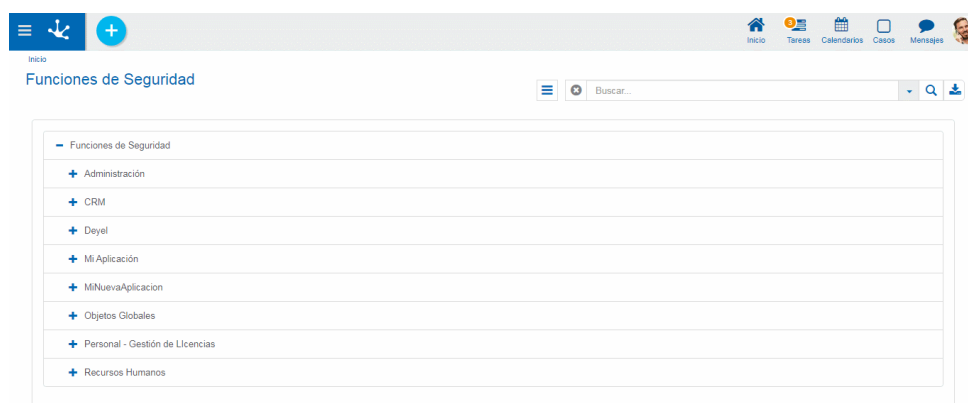 3
Inicio Tareas Calendarios Casos Mensajes
Inicio
Funciones de Seguridad
Buscar...
Funciones de Seguridad
Administración
CRM
Deyel
Mi Aplicación
MiNuevaAplicacion
Objetos Globales
Personal - Gestión de LIcencias
Recursos Humanos